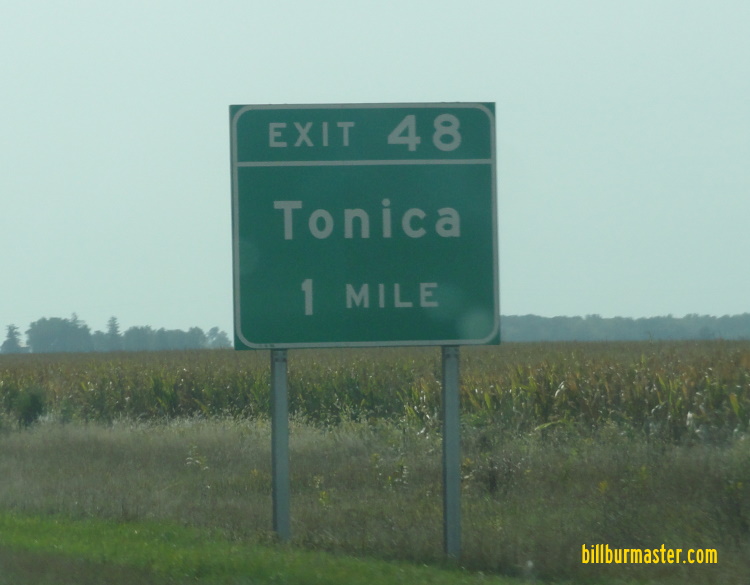 EXIT 48
Tonica
1 MILE
billburmaster.com